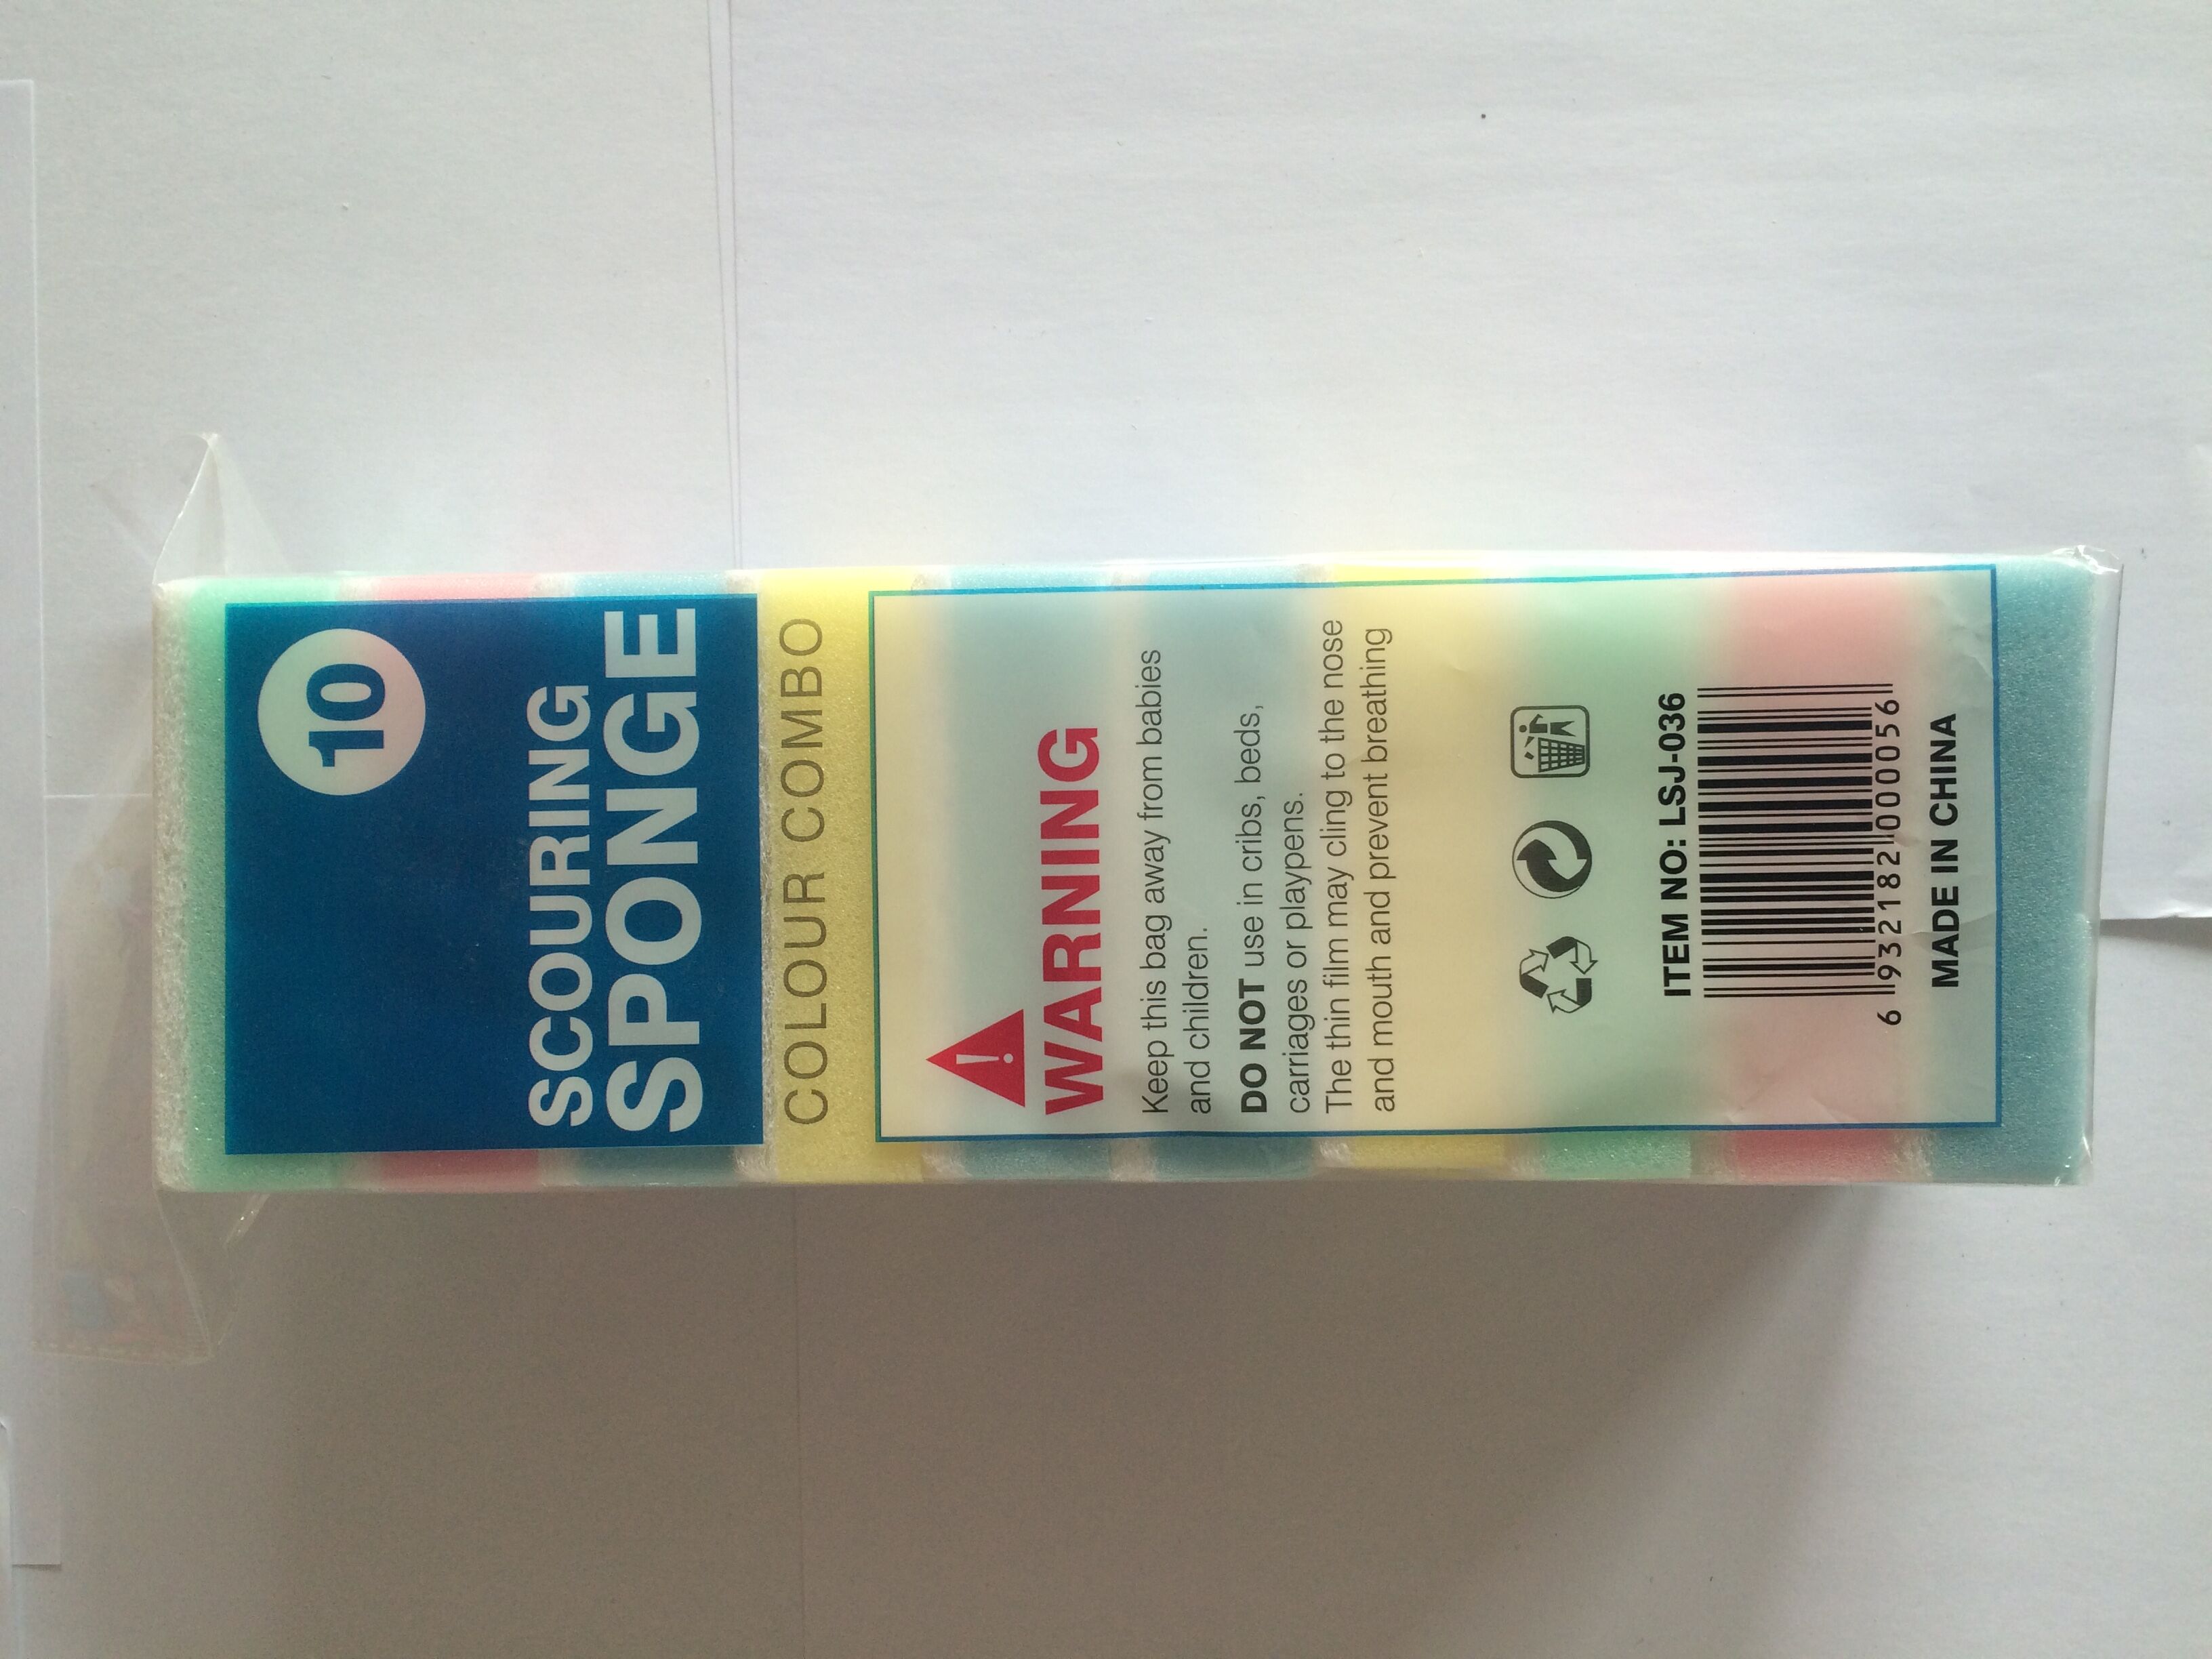 10
SCOURING
SPONGE
COLOUR COMBO
WARNING
Keep this bag away from babies
and children.
DO NOT use in cribs, beds,
carriages or playpens.
The thin film may cling to the nose
and mouth and prevent breathing
ITEM NO: LSJ-036
6 932182 000056
MADE IN CHINA